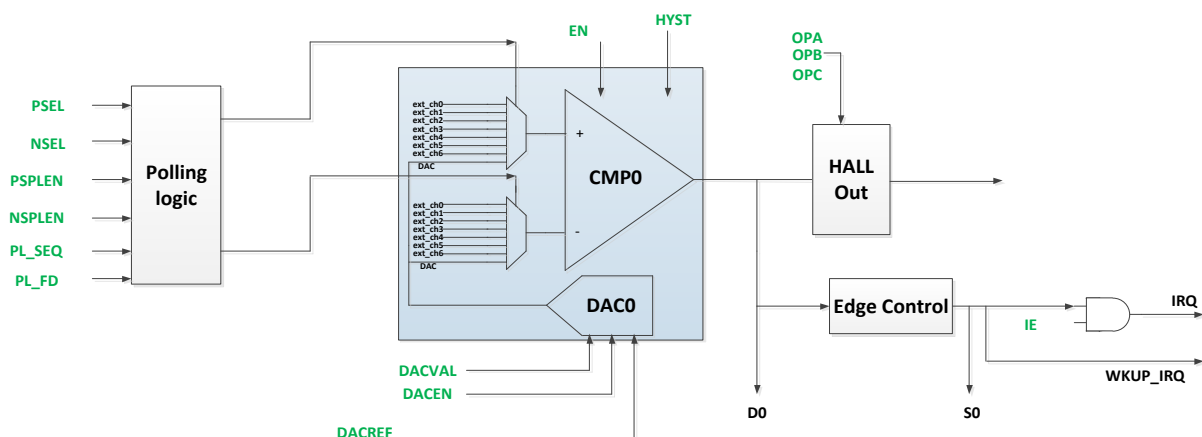 HYST
EN
OPA
OPB
OPC
PSEL
NSEL
PSPLEN
NSPLEN
PL_SEQ
PL_FD
Polling
logic
ext_ch0
ext_ch1
ext_ch2
ext_ch3
ext_ch4
ext_ch5
ext_ch6
DAC
+
CMP0
-
ext_ch0
ext_ch1
ext_ch2
ext_ch3
ext_ch4
ext_ch5
ext_ch6
DAC
DAC0
HALL
Out
Edge Control
IE
IRQ
WKUP_IRQ
DACVAL
DACEN
DACREF
D0
S0